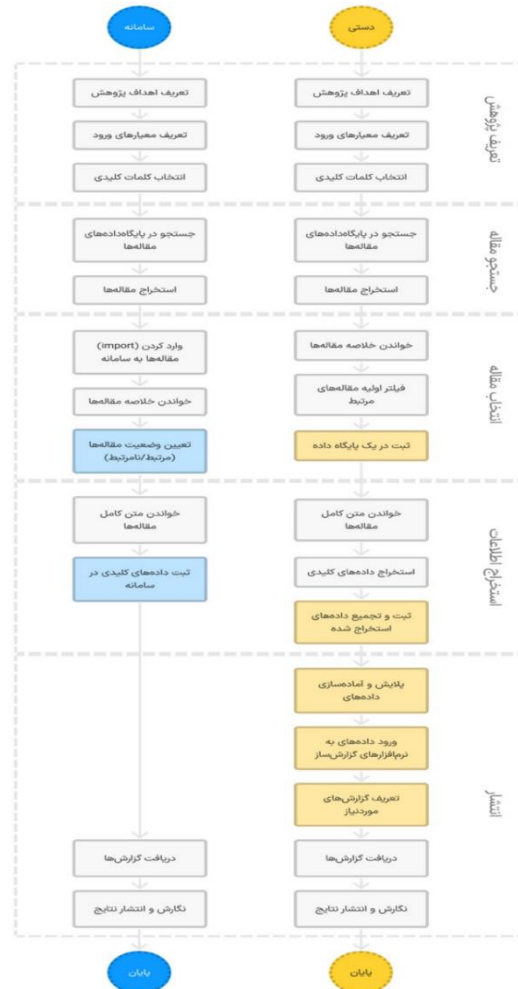 دستی
سامانه
تعریف پژوهش
تعریف اهداف پژوهش
تعریف اهداف پژوهش
تعریف معیارهای ورود
تعریف معیارهای ورود
انتخاب کلمات کلیدی
انتخاب کلمات کلیدی
جستجو مقاله
جستجو در پایگاه‌داده‌های
مقاله‌ها
جستجو در پایگاه‌داده‌های
مقاله‌ها
استخراج مقاله‌ها
استخراج مقاله‌ها
انتخاب مقاله
خواندن خلاصه مقاله‌ها
وارد کردن (import)
مقاله‌ها به سامانه
فیلتر اولیه مقاله‌های
مرتبط
خواندن خلاصه مقاله‌ها
ثبت در یک پایگاه داده
تعیین وضعیت مقاله‌ها
(مرتبط/نامرتبط)
استخراج اطلاعات
خواندن متن کامل
مقاله‌ها
خواندن متن کامل
مقاله‌ها
استخراج داده‌های کلیدی
ثبت داده‌های کلیدی در
سامانه
ثبت و تجمیع داده‌های
استخراج شده
انتشار
پلایش و آماده‌سازی
داده‌های
ورود داده‌های به
نرم‌افزارهای گزارش‌ساز
تعریف گزارش‌های
موردنیاز
دریافت گزارش‌ها
دریافت گزارش‌ها
نگارش و انتشار نتایج
نگارش و انتشار نتایج
پایان
پایان